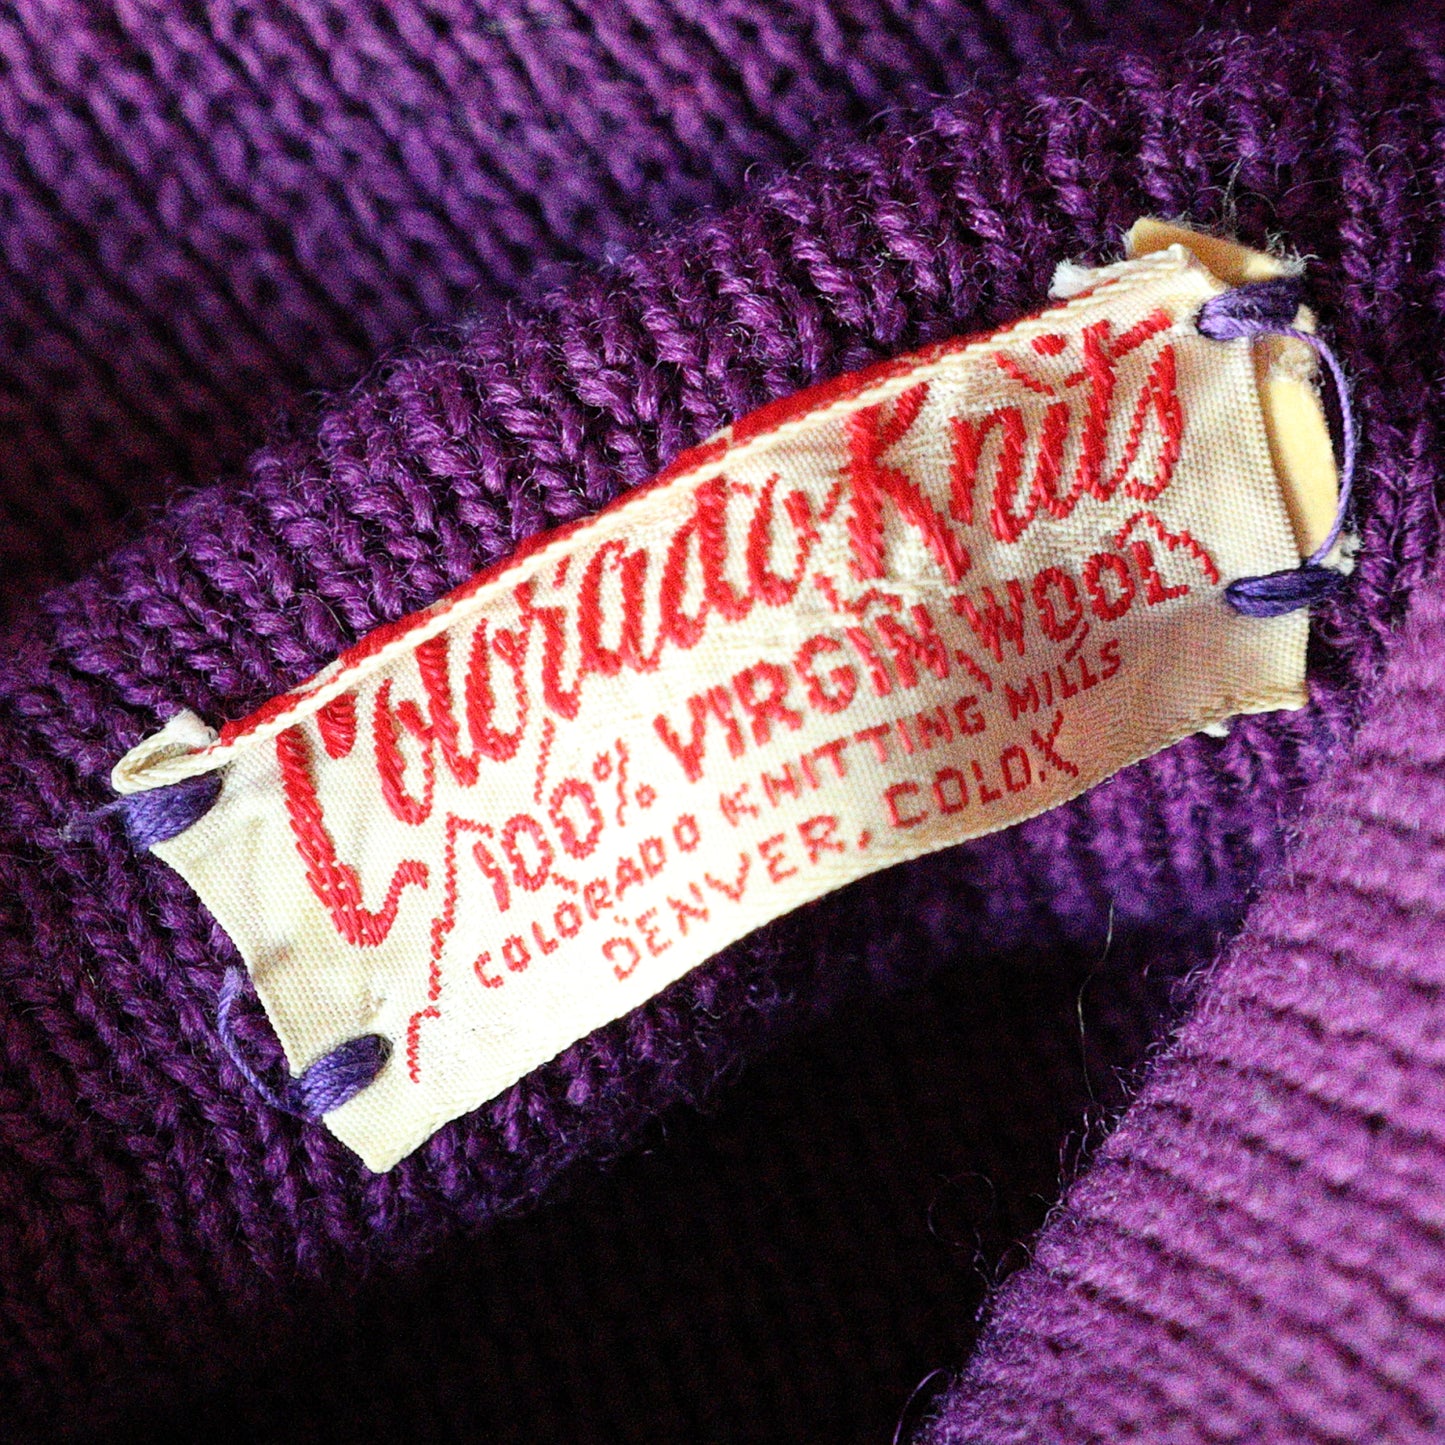 Colorado Knits
100% VIRGIN WOOL
COLORADO KNITTING MILLS
DENVER, COLO.